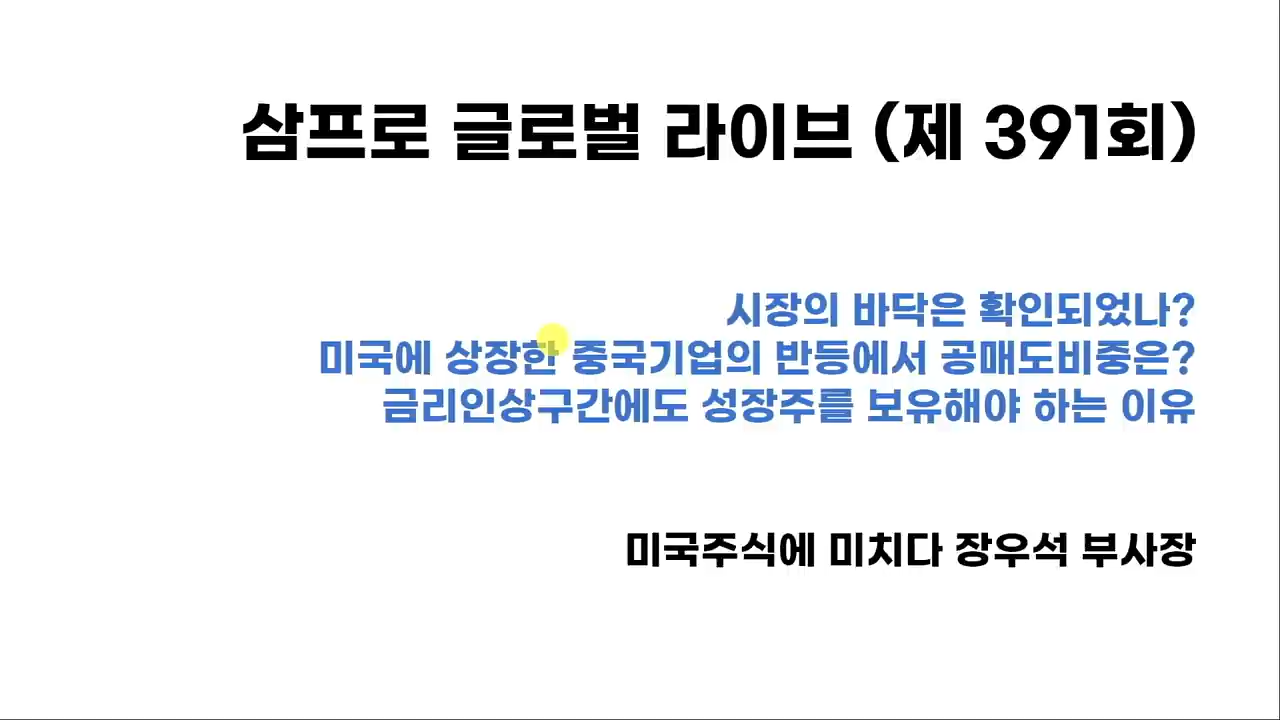 삼프로 글로벌 라이브 (제 391회)
시장의 바닥은 확인되었나?
미국에 상장한 중국기업의 반등에서 공매도비중은?
금리인상구간에도 성장주를 보유해야 하는 이유
미국주식에 미치다 장우석 부사장